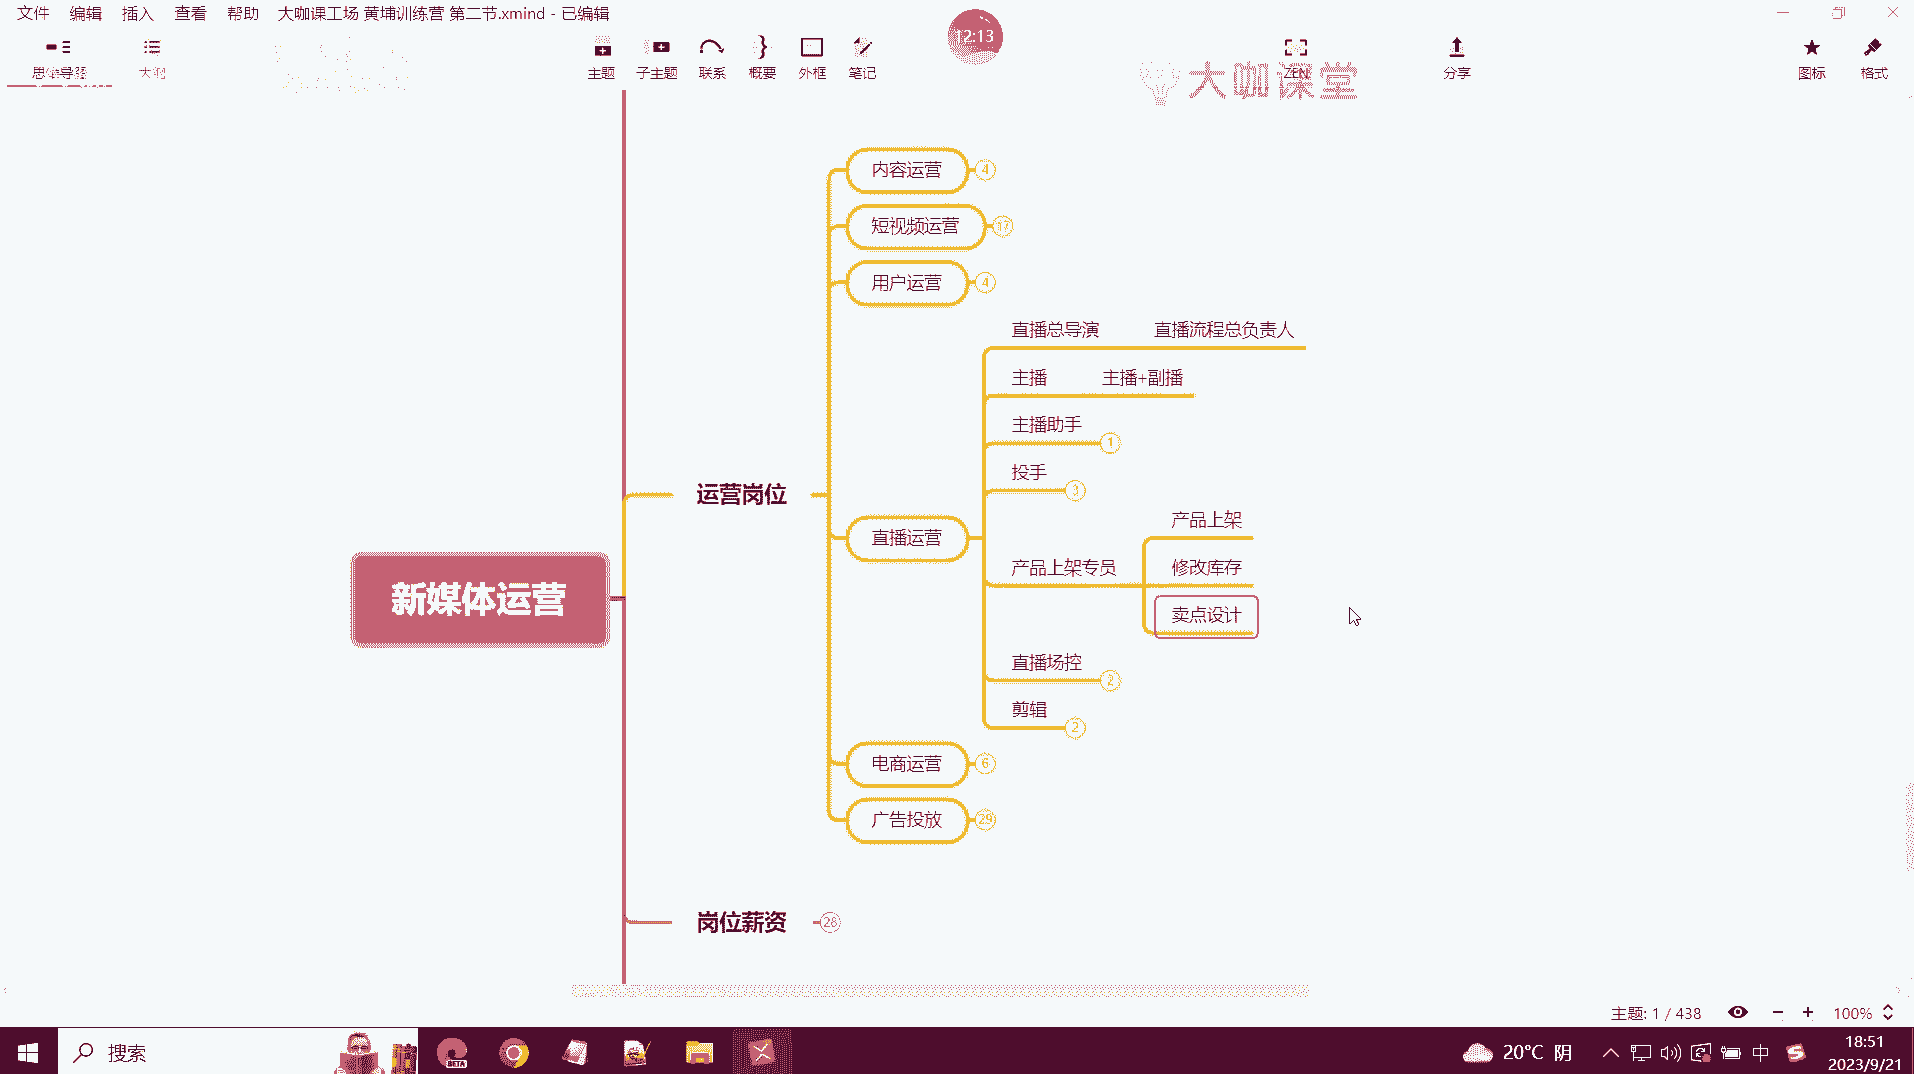 文件 编辑 插入 查看 帮助 大咖课工场 黄埔训练营 第二节.xmind - 已编辑
12:13
思维导图 大纲 主题 子主题 联系 概要 外框 笔记 ZEN 分享 图标 格式
大咖课堂
内容运营 4
短视频运营 17
用户运营 4
直播总导演 直播流程总负责人
主播 主播+副播
主播助手 1
投手 3
运营岗位
产品上架
直播运营
产品上架专员 修改库存
新媒体运营
卖点设计
直播场控 2
剪辑 2
电商运营 6
广告投放 29
岗位薪资 28
主题: 1 / 438 100%
搜索
BETA
20°C 阴
中
18:51
2023/9/21